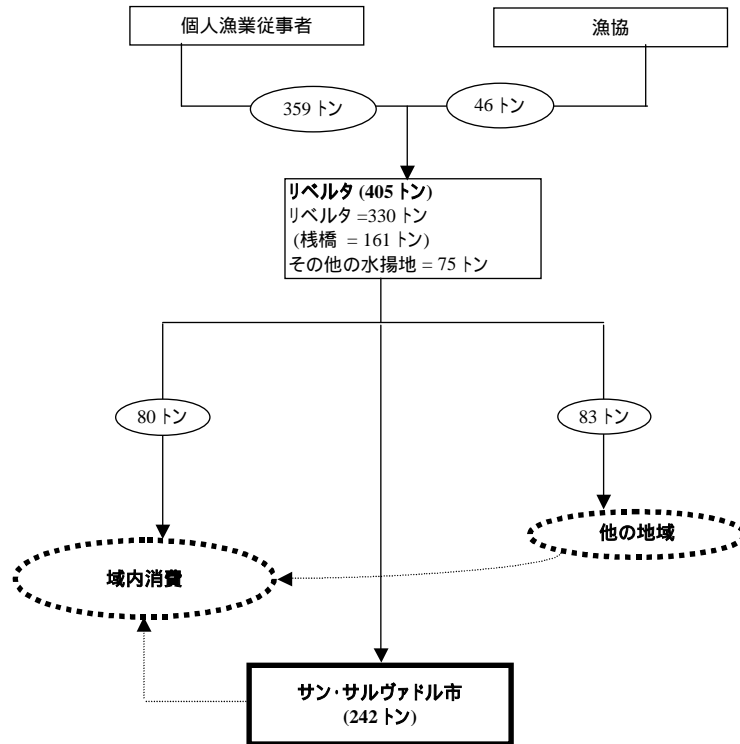 個人漁業従事者
漁協
359 トン
46 トン
リベルタ (405 トン)
リベルタ =330 トン
(桟橋 = 161 トン)
その他の水揚地 = 75 トン
80 トン
83 トン
他の地域
域内消費
サン・サルヴァドル市
(242 トン)